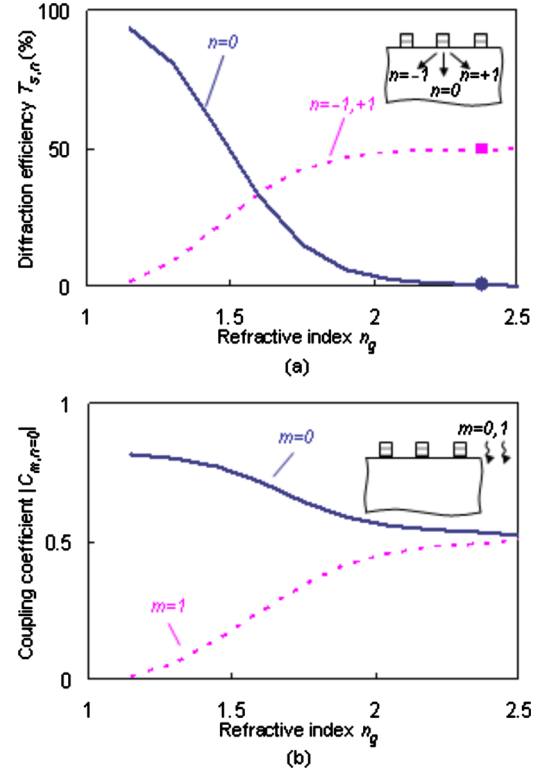 100
50
0
Diffraction efficiency T_s,n (%)
n=0
n=-1,+1
n=-1
n=+1
n=0
1
1.5
2
2.5
Refractive index n_g
(a)
1
0.5
0
Coupling coefficient |C_m,n=0|
m=0
m=0,1
m=1
1
1.5
2
2.5
Refractive index n_g
(b)